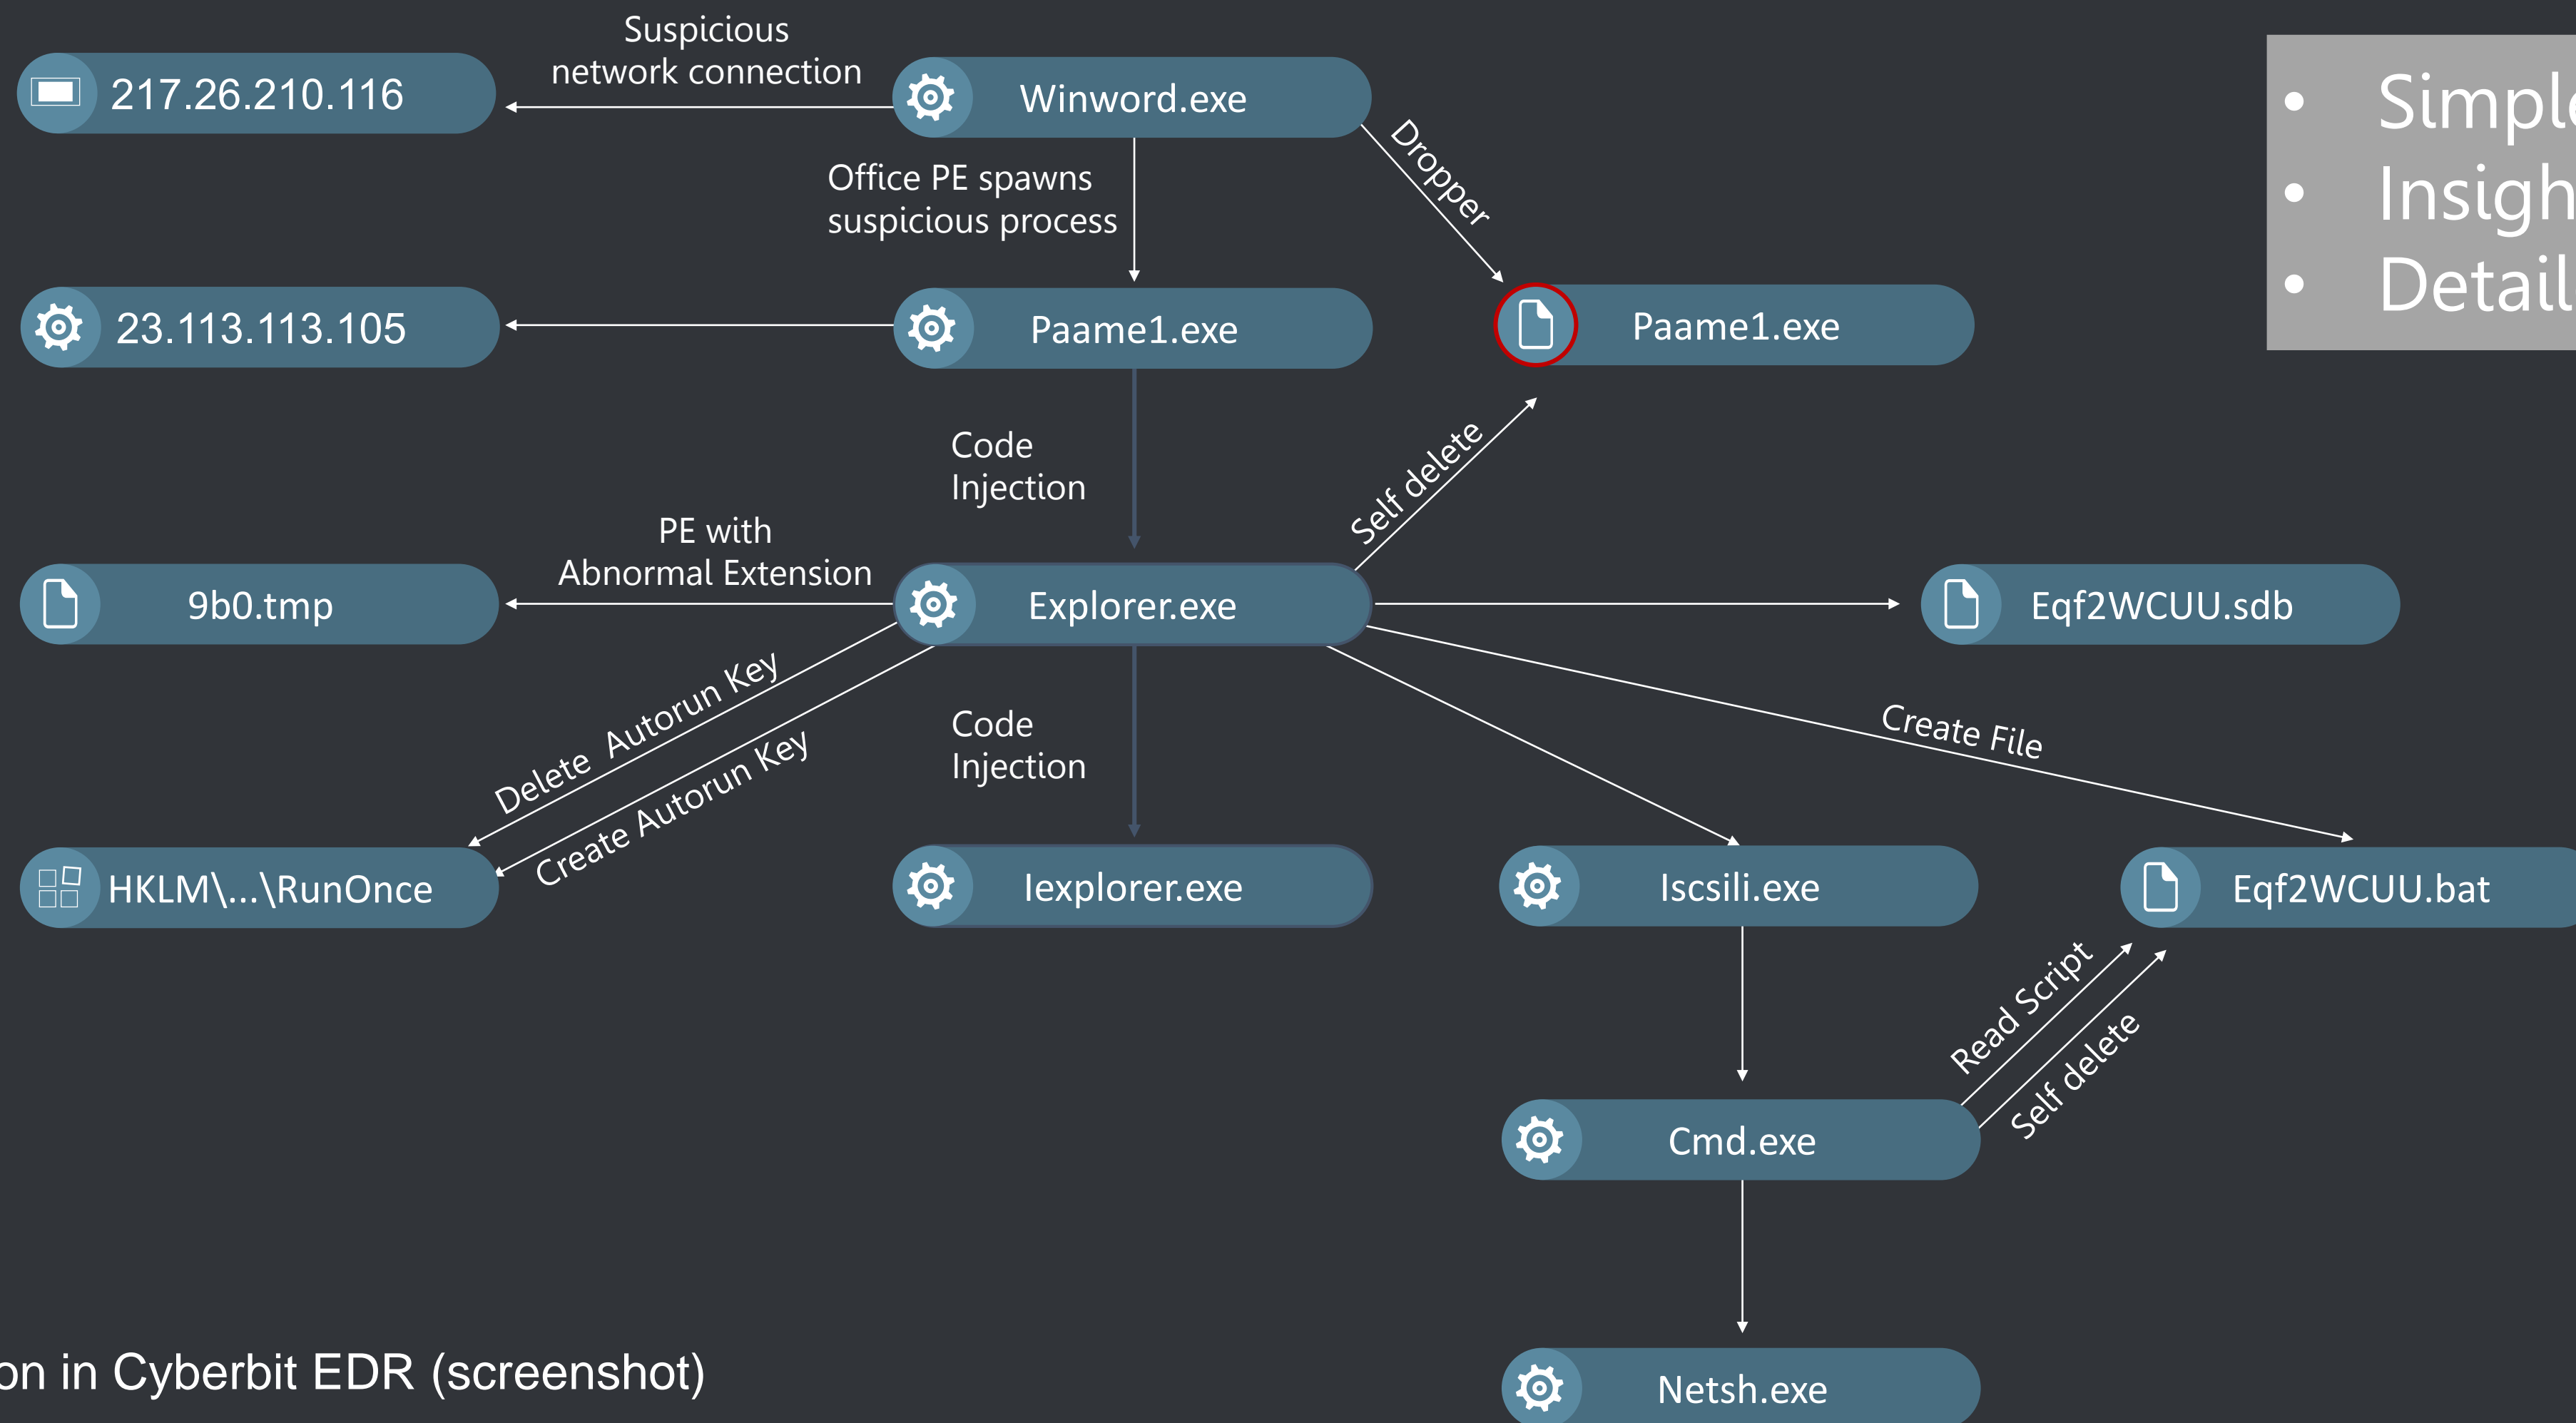 Suspicious
network connection
217.26.210.116
Winword.exe
Dropper
Office PE spawns
suspicious process
23.113.113.105
Paame1.exe
Paame1.exe
Code
Injection
Self delete
PE with
Abnormal Extension
9b0.tmp
Explorer.exe
Eqf2WCUU.sdb
Delete Autorun Key
Create Autorun Key
Code
Injection
Create File
HKLM\...\RunOnce
Iexplorer.exe
Iscsili.exe
Eqf2WCUU.bat
Read Script
Self delete
Cmd.exe
Netsh.exe
in Cyberbit EDR (screenshot)